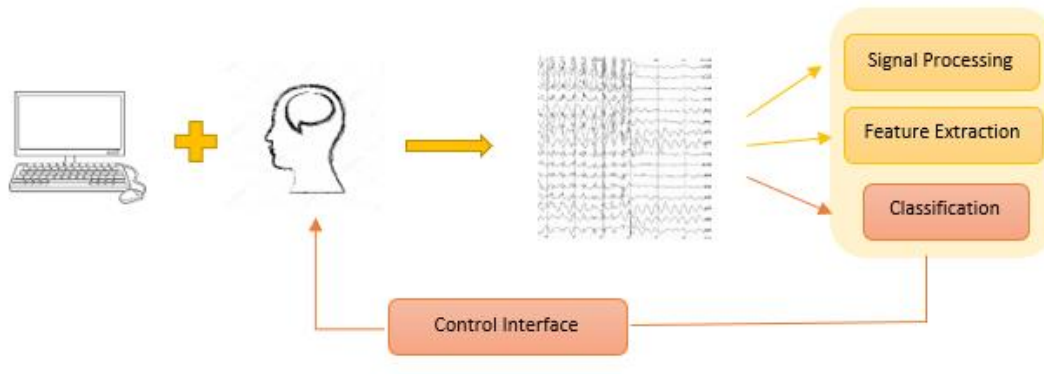 Signal Processing
Feature Extraction
Classification
Control Interface